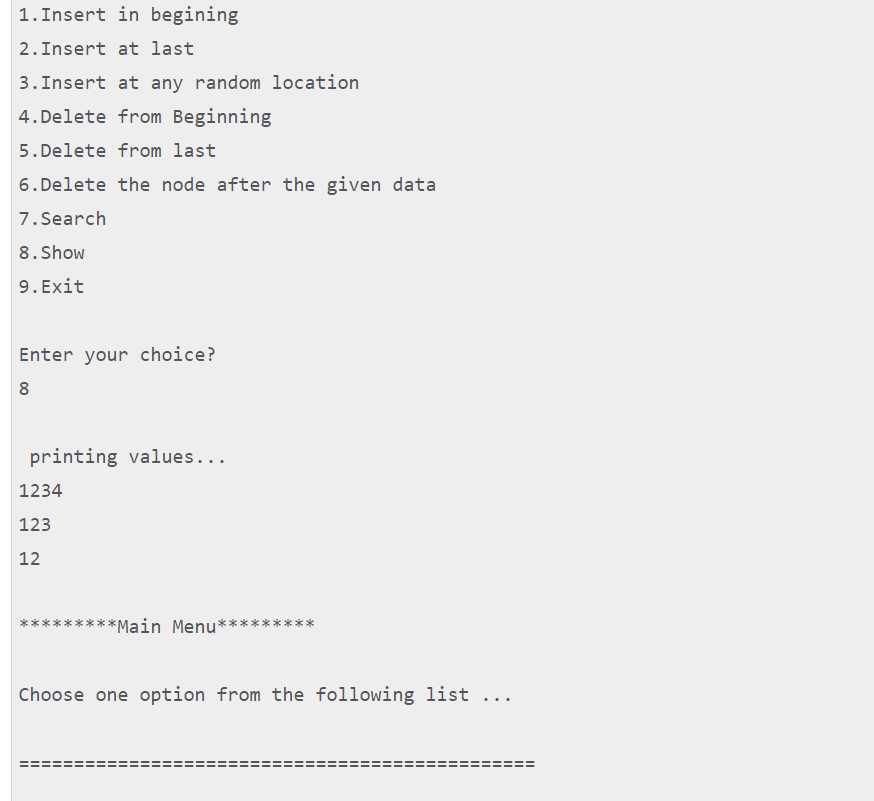 1.Insert in begining
2.Insert at last
3.Insert at any random location
4.Delete from Beginning
5.Delete from last
6.Delete the node after the given data
7.Search
8.Show
9.Exit
Enter your choice?
8
printing values...
1234
123
12
*********Main Menu*********
Choose one option from the following list ...
===============================================